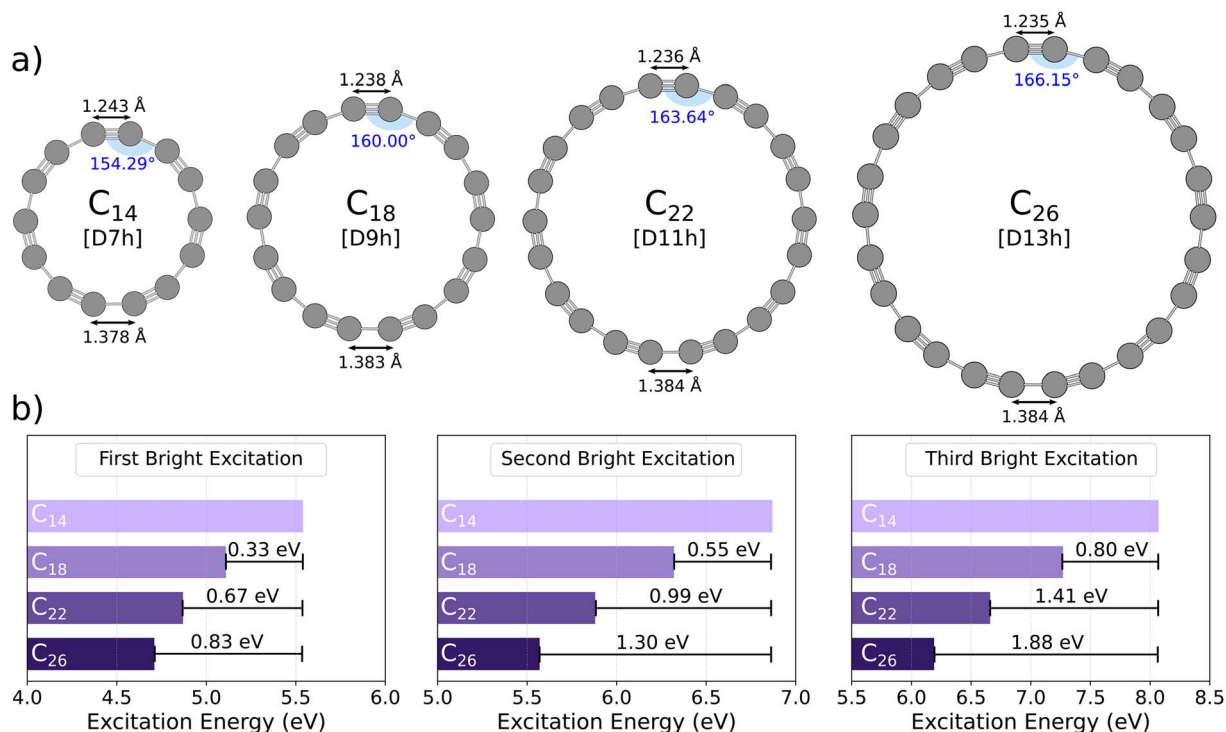 a)
1.243 Å
154.29°
C₁₄
[D7h]
1.378 Å
1.238 Å
160.00°
C₁₈
[D9h]
1.383 Å
1.236 Å
163.64°
C₂₂
[D11h]
1.384 Å
1.235 Å
166.15°
C₂₆
[D13h]
1.384 Å
b)
First Bright Excitation
C₁₄
C₁₈
0.33 eV
C₂₂
0.67 eV
C₂₆
0.83 eV
4.0 4.5 5.0 5.5 6.0
Excitation Energy (eV)
Second Bright Excitation
C₁₄
C₁₈
0.55 eV
C₂₂
0.99 eV
C₂₆
1.30 eV
5.0 5.5 6.0 6.5 7.0
Excitation Energy (eV)
Third Bright Excitation
C₁₄
C₁₈
0.80 eV
C₂₂
1.41 eV
C₂₆
1.88 eV
5.5 6.0 6.5 7.0 7.5 8.0 8.5
Excitation Energy (eV)